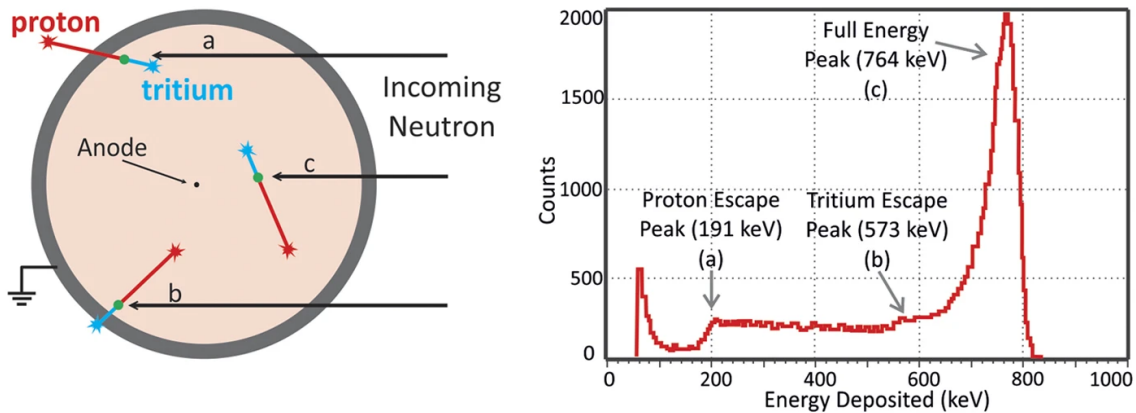 proton
a
tritium
Incoming
Neutron
Anode
c
b
2000
1500
1000
500
0
Counts
Full Energy
Peak (764 keV)
(c)
Proton Escape
Peak (191 keV)
(a)
Tritium Escape
Peak (573 keV)
(b)
0 200 400 600 800 1000
Energy Deposited (keV)